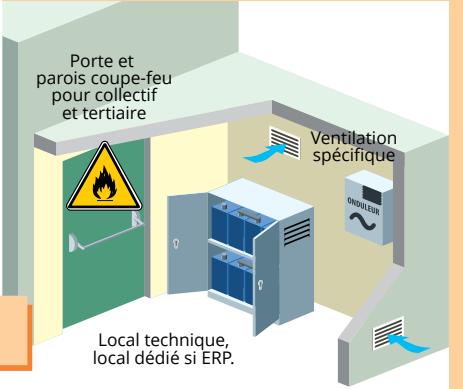 Porte et
parois coupe-feu
pour collectif
et tertiaire
Ventilation
spécifique
ONDULEUR
Local technique,
local dédié si ERP.